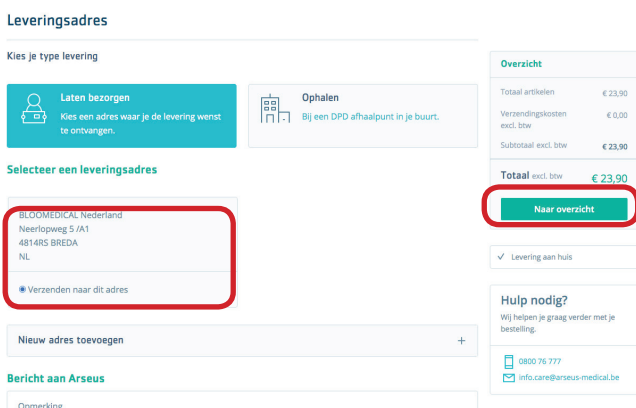 Leveringsadres
Kies je type levering
Laten bezorgen
Kies een adres waar je de levering wenst
te ontvangen.
Ophalen
Bij een DPD afhaalpunt in je buurt.
Selecteer een leveringsadres
BLOOMEDICAL Nederland
Neerlopweg 5 /A1
4814RS BREDA
NL
Verzenden naar dit adres
Nieuw adres toevoegen +
Bericht aan Arseus
Opmerking
Overzicht
Totaal artikelen € 23,90
Verzendingskosten € 0,00
excl. btw
Subtotaal excl. btw € 23,90
Totaal excl. btw € 23,90
Naar overzicht
Levering aan huis
Hulp nodig?
Wij helpen je graag verder met je
bestelling.
0800 76 777
info.care@arseus-medical.be